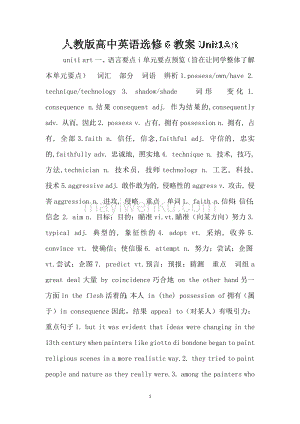 人教版高中英语选修6教案 Unit1art
unit1 art 一、语言要点 i 单元要点预览(旨在让同学整体了解
本单元要点) 词汇 部分 词语 辨析 1.possess/own/have 2.
technique/technology 3. shadow/shade 词形 变化 1.
consequence n.结果 consequent adj. 作为结果的,consequently
adv.从而,因此 2. possess v. 占有,拥有 possession n.拥有,占
有,全部 3.faith n. 信任, 信念,faithful adj. 守信的, 忠实
的,faithfully adv. 忠诚地, 照实地 4. technique n. 技术, 技巧,
方法,technician n. 技术员, 技师 technology n. 工艺, 科技,
技术 5.aggressive adj.敢作敢为的,侵略性的 aggress v.攻击,侵
害 aggression n. 进攻, 侵略 重点 单词 1.faith n.信任;信仰;
信念 2. aim n.目标;目的;瞄准 vi.vt.瞄准(向某方向)努力 3.
typical adj. 典型的, 象征性的 4. adopt vt. 采纳, 收养 5.
convince vt. 使确信;使信服 6. attempt n. 努力;尝试;企图
vt.尝试;企图 7. predict vt.预言;预报;猜测 重点 词组 a
great deal 大量 by coincidence 巧合地 on the other hand 另一
方面 in the flesh 活着的;本人 in (the) possession of 拥有(属
于) in consequence 因此,结果 appeal to(对某人)有吸引力;
重点句子 1. but it was evident that ideas were changing in the
13th century when painters like giotto di bondone began to paint
religious scenes in a more realistic way. 2. they tried to paint
people and nature as they really were. 3. among the painters who
1